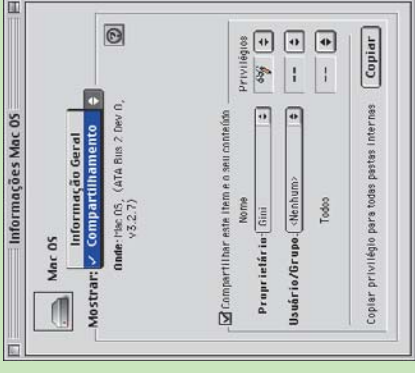 Informações Mac OS
Mac OS
Informação Geral
Mostrar: ✓ Compartilhamento
Onde: Mac OS, (ATA Bus 2 Dev 0,
v3.2.7)
Compartilhar este item e o seu conteúdo
Nome Privilégios
Proprietário: Gini
Usuário/Grupo: <Nenhum> --
Todos --
Copiar privilégio para todas pastas internas Copiar